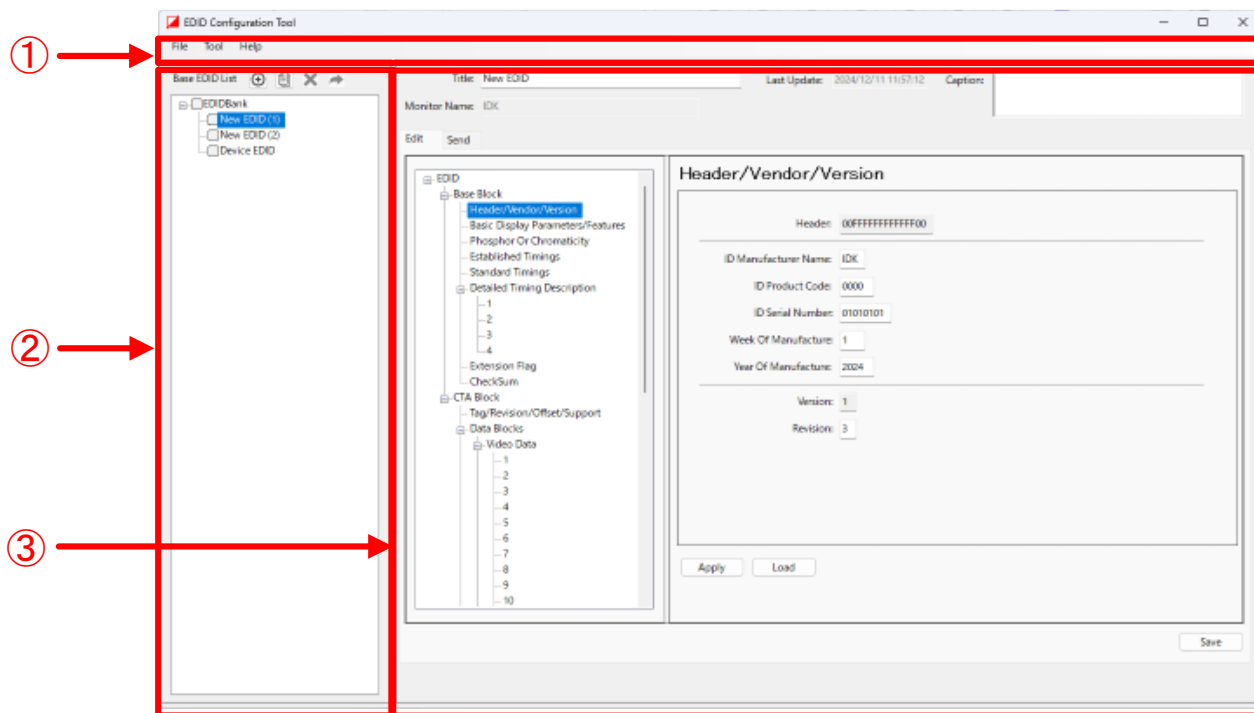 EDID Configuration Tool
①
File Tool Help
Base EDID List
Title: New EDID Last Update: 2024/12/11 11:57:12 Caption:
EDIDBank
New EDID (1)
New EDID (2)
Device EDID
Monitor Name: IDK
Edit Send
EDID
Base Block
Header/Vendor/Version
Basic Display Parameters/Features
Phosphor Or Chromaticity
Established Timings
Standard Timings
Detailed Timing Description
1
2
3
4
Extension Flag
CheckSum
CTA Block
Tag/Revision/Offset/Support
Data Blocks
Video Data
1
2
3
4
5
6
7
8
9
10
Header/Vendor/Version
Header: 00FFFFFFFFFFFF00
ID Manufacturer Name: IDK
ID Product Code: 0000
ID Serial Number: 01010101
Week Of Manufacture: 1
Year Of Manufacture: 2024
Version: 1
Revision: 3
Apply Load
Save
②
③